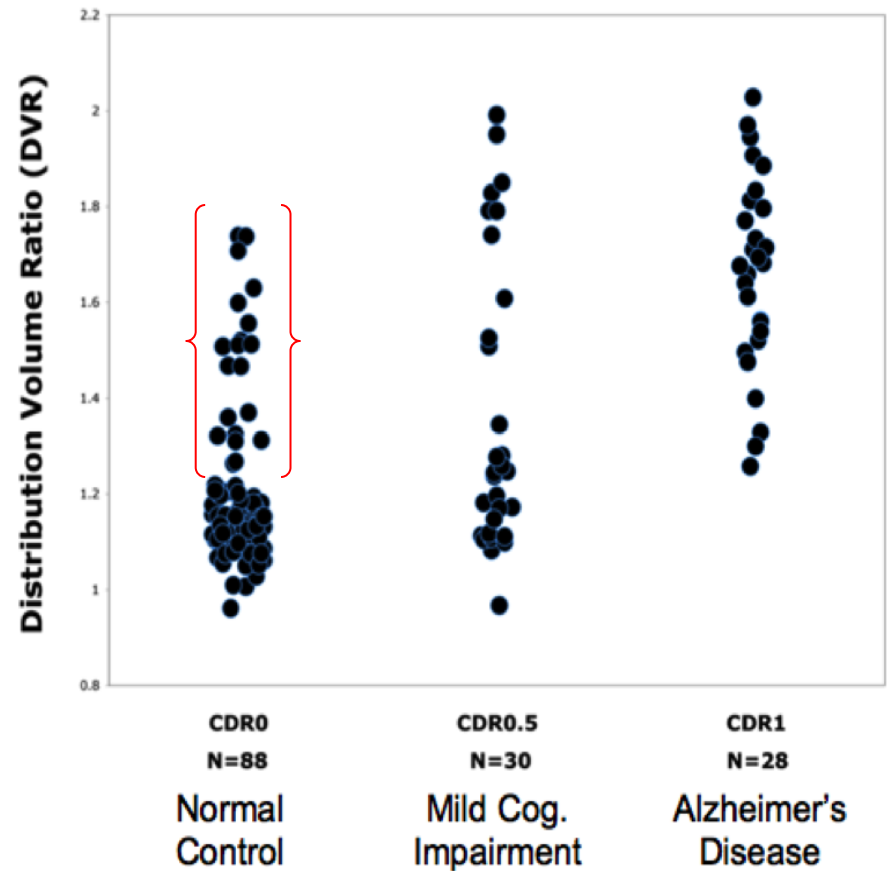 Distribution Volume Ratio (DVR)
2.2
2
1.8
1.6
1.4
1.2
1
0.8
CDR0 CDR0.5 CDR1
N=88 N=30 N=28
Normal Mild Cog. Alzheimer's
Control Impairment Disease